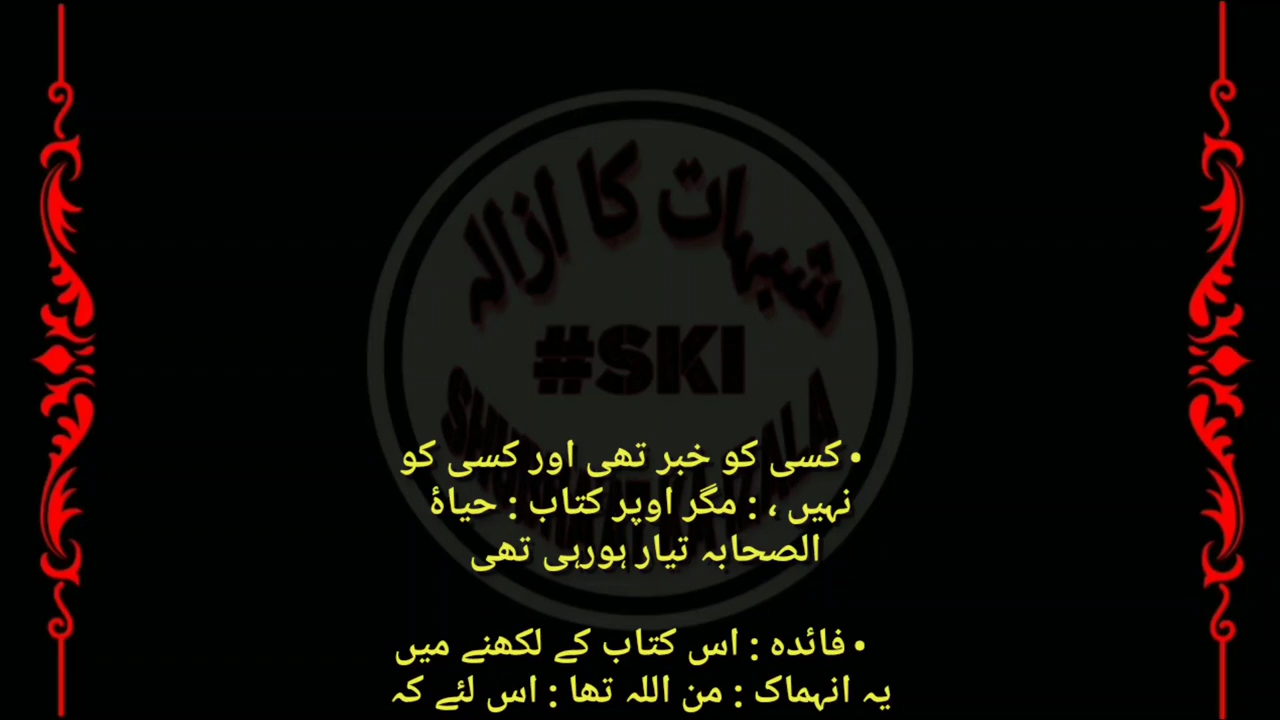 شبہات کا ازالہ
#SKI
• کسی کو خبر تھی اور کسی کو
نہیں ، : مگر اوپر کتاب : حیاۂ
الصحابہ تیار ہورہی تھی
• فائدہ : اس کتاب کے لکھنے میں
یہ انہماک : من اللہ تھا : اس لئے کہ